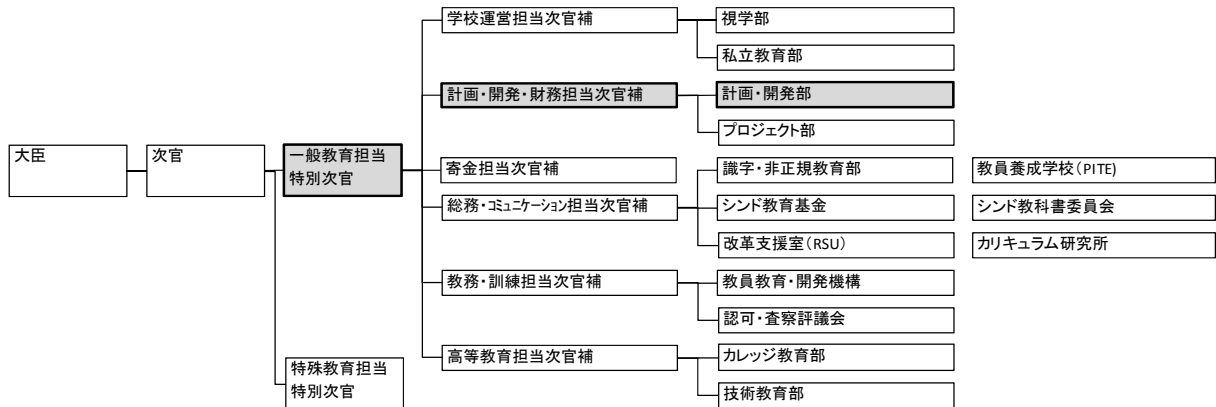 学校運営担当次官補
視学部
私立教育部
計画・開発・財務担当次官補
計画・開発部
プロジェクト部
大臣
次官
一般教育担当
特別次官
寄金担当次官補
識字・非正規教育部
教員養成学校(PITE)
総務・ｺﾐｭﾆｹｰｼｮﾝ担当次官補
シンド教育基金
シンド教科書委員会
改革支援室(RSU)
カリキュラム研究所
教務・訓練担当次官補
教員教育・開発機構
認可・査察評議会
高等教育担当次官補
カレッジ教育部
特殊教育担当
特別次官
技術教育部